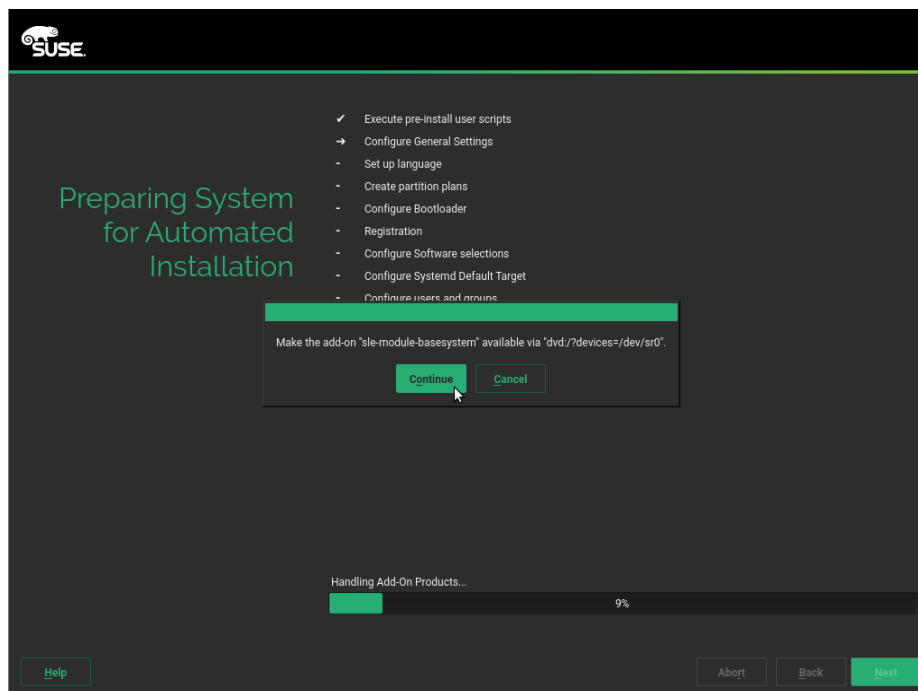 SUSE.
✔ Execute pre-install user scripts
➔ Configure General Settings
- Set up language
- Create partition plans
- Configure Bootloader
- Registration
- Configure Software selections
- Configure Systemd Default Target
- Configure users and groups
Preparing System
for Automated
Installation
Make the add-on "sle-module-basesystem" available via "dvd:/?devices=/dev/sr0".
Continue Cancel
Handling Add-On Products...
9%
Help Abort Back Next